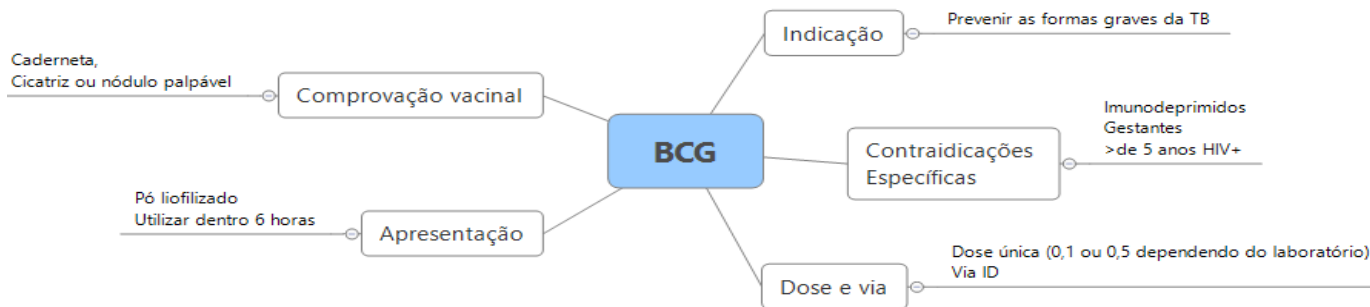 BCG
Indicação
Prevenir as formas graves da TB
Contraidicações
Específicas
Imunodeprimidos
Gestantes
>de 5 anos HIV+
Dose e via
Dose única (0,1 ou 0,5 dependendo do laboratório)
Via ID
Comprovação vacinal
Caderneta,
Cicatriz ou nódulo palpável
Apresentação
Pó liofilizado
Utilizar dentro 6 horas